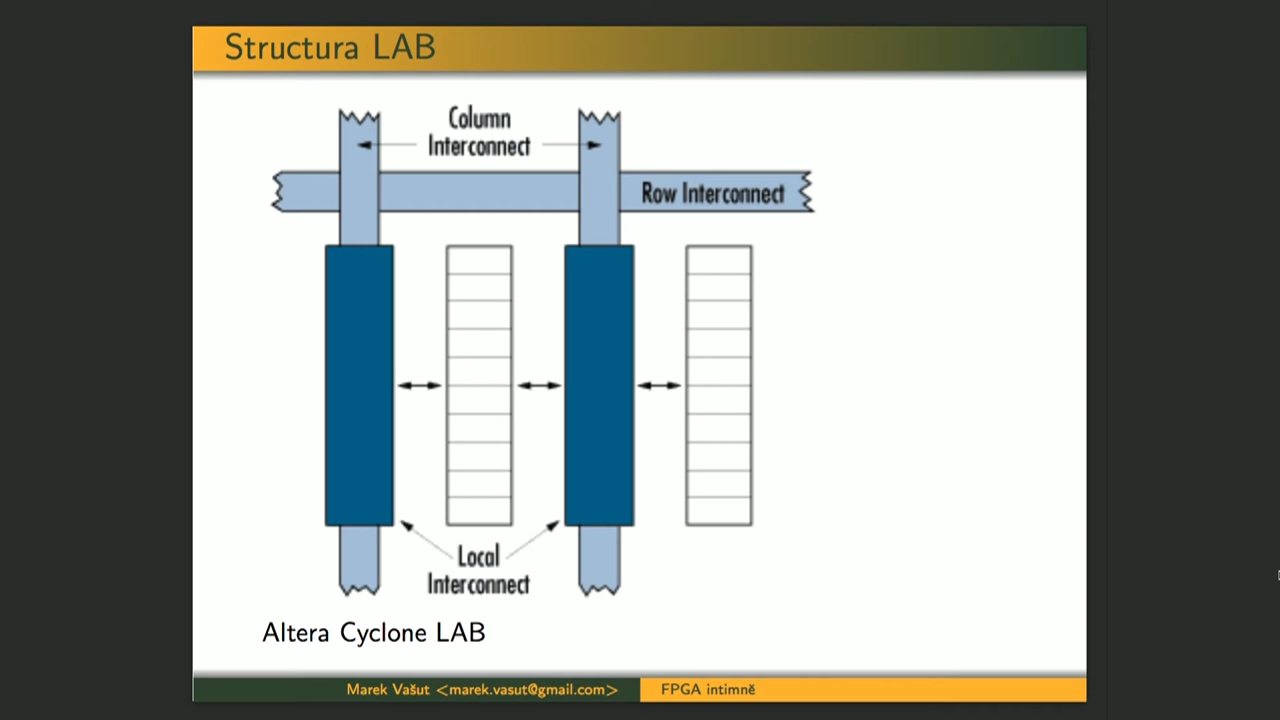 Structura LAB
Column
Interconnect
Row Interconnect
Local
Interconnect
Altera Cyclone LAB
Marek Vašut <marek.vasut@gmail.com>
FPGA intimně